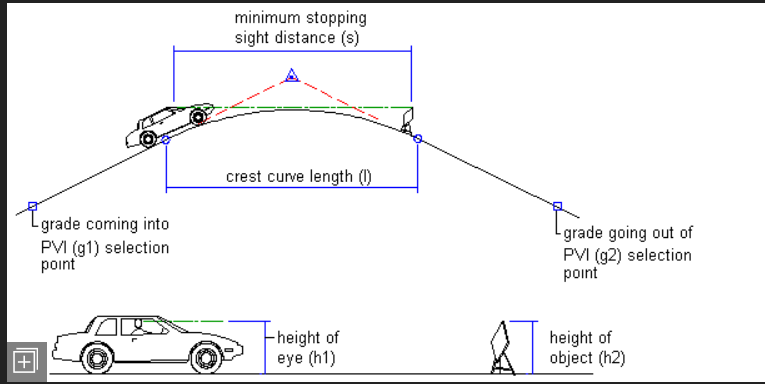 minimum stopping
sight distance (s)
crest curve length (l)
grade coming into
PVI (g1) selection
point
grade going out of
PVI (g2) selection
point
height of
eye (h1)
height of
object (h2)